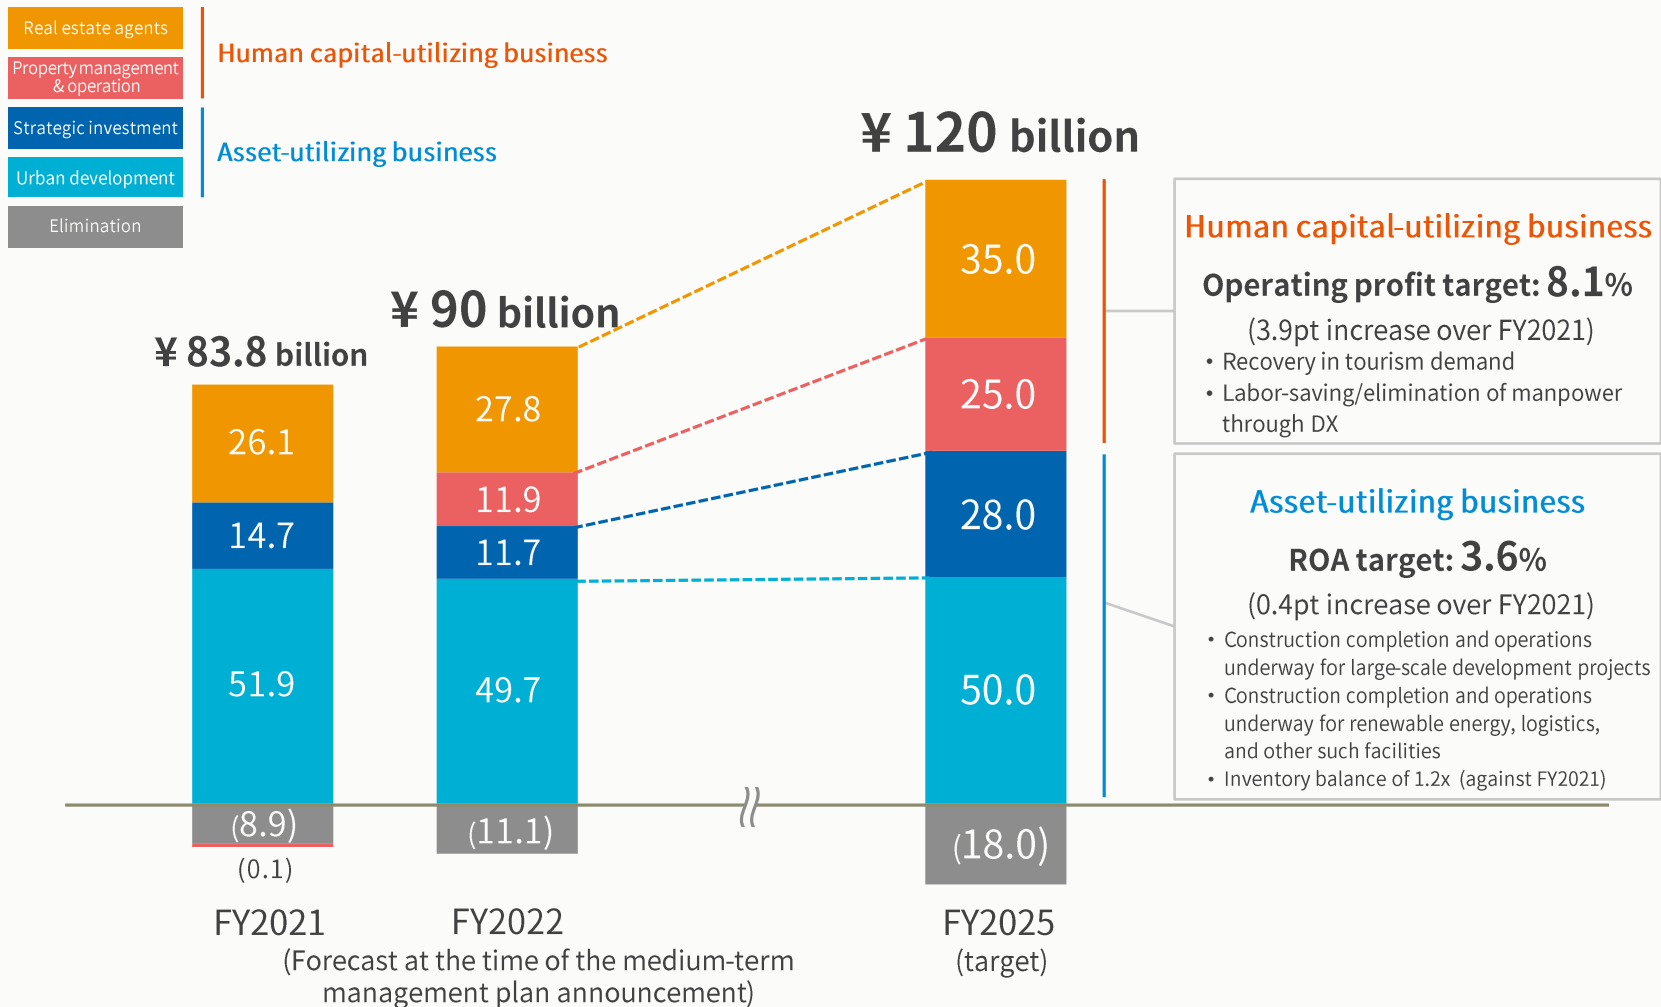 Real estate agents
Property management
& operation
Human capital-utilizing business
Strategic investment
Urban development
Asset-utilizing business
Elimination
¥ 83.8 billion
26.1
14.7
51.9
(8.9)
(0.1)
FY2021
¥ 90 billion
27.8
11.9
11.7
49.7
(11.1)
FY2022
(Forecast at the time of the medium-term
management plan announcement)
¥ 120 billion
35.0
25.0
28.0
50.0
(18.0)
FY2025
(target)
Human capital-utilizing business
Operating profit target: 8.1%
(3.9pt increase over FY2021)
• Recovery in tourism demand
• Labor-saving/elimination of manpower
through DX
Asset-utilizing business
ROA target: 3.6%
(0.4pt increase over FY2021)
• Construction completion and operations
underway for large-scale development projects
• Construction completion and operations
underway for renewable energy, logistics,
and other such facilities
• Inventory balance of 1.2x (against FY2021)